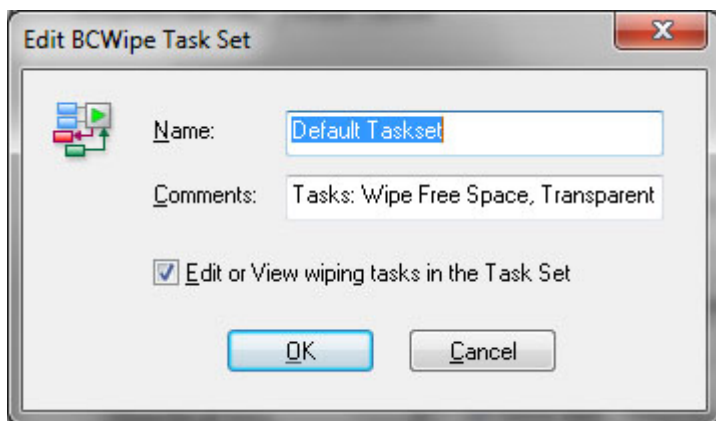 Edit BCWipe Task Set
Name: Default Taskset
Comments: Tasks: Wipe Free Space, Transparent
Edit or View wiping tasks in the Task Set
OK Cancel